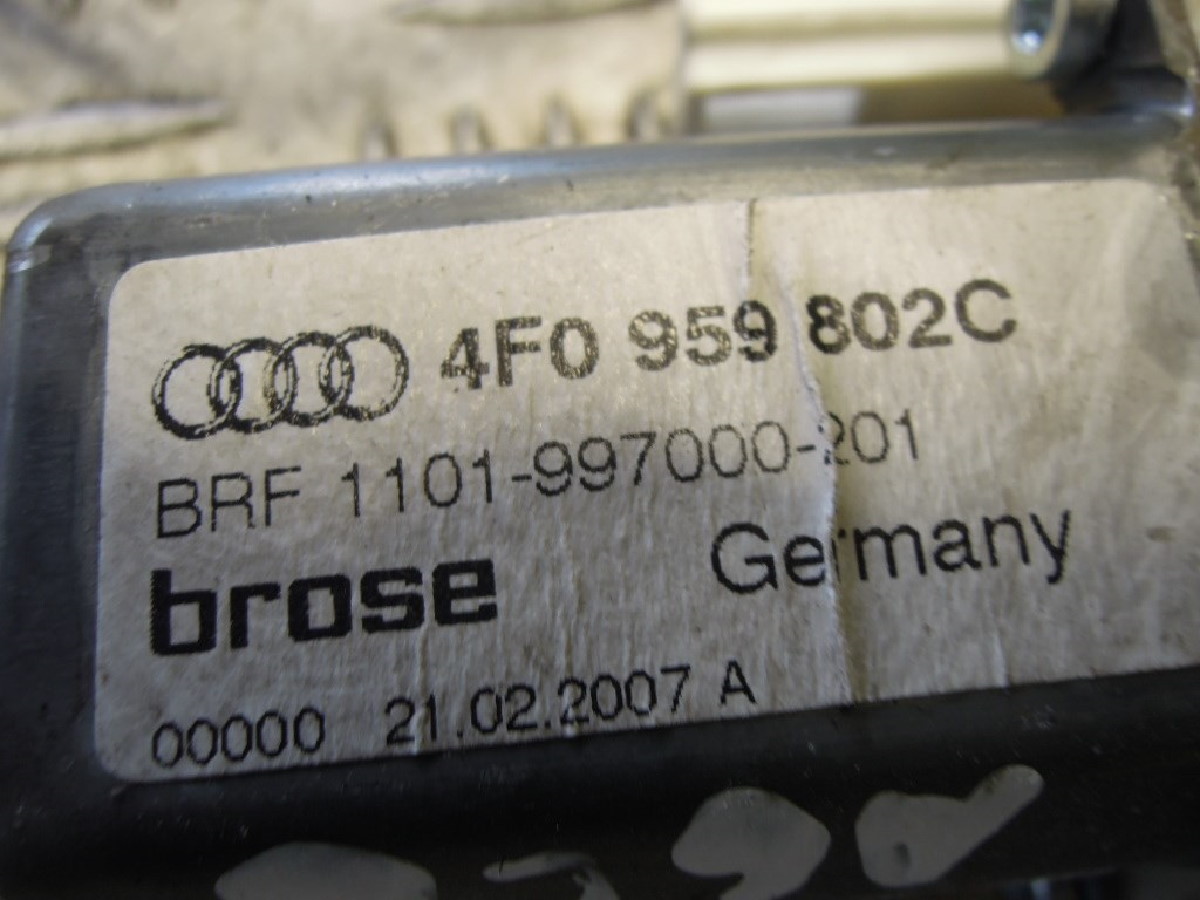 4F0 959 802C
BRF 1101-997000-201
brose Germany
00000 21.02.2007 A